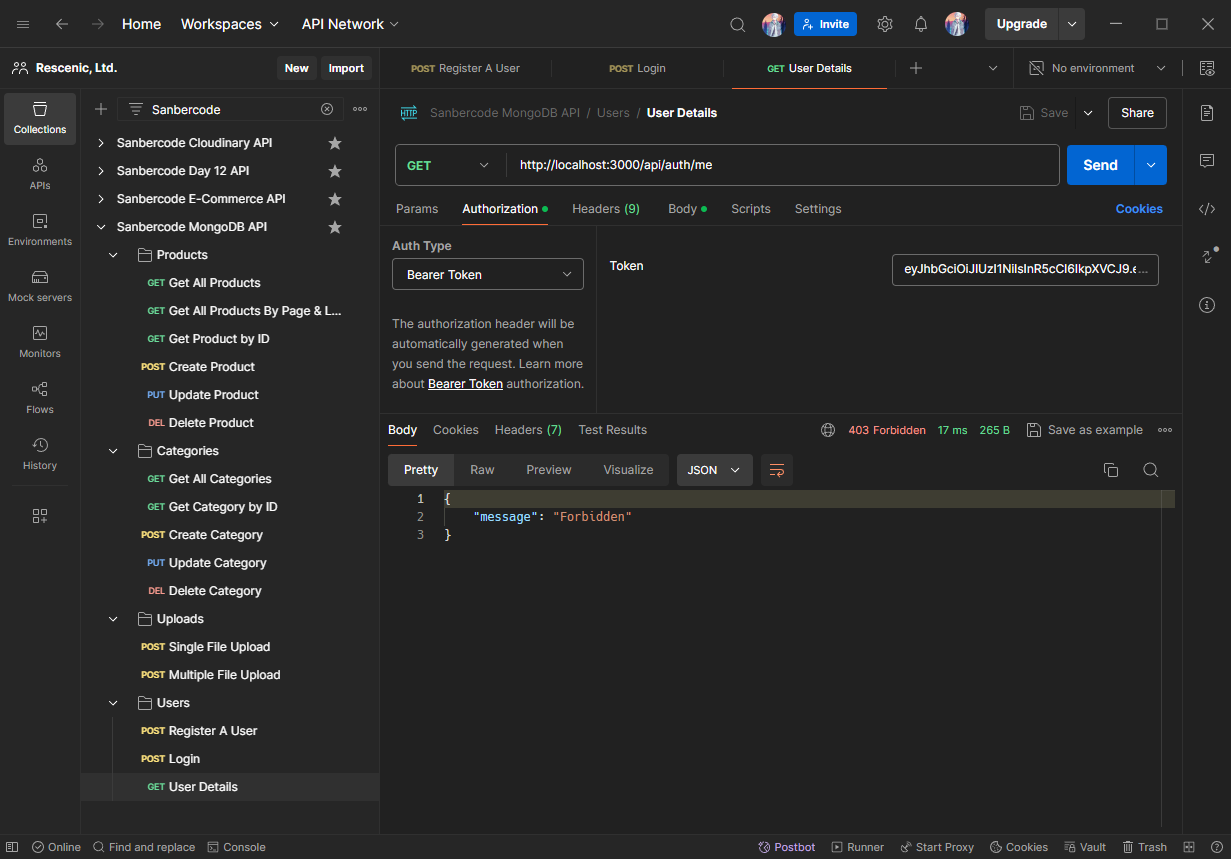 Home Workspaces API Network Invite Upgrade
Rescenic, Ltd. New Import POST Register A User POST Login GET User Details No environment
Sanbercode HTTP Sanbercode MongoDB API / Users / User Details Save Share
Collections
APIs
Environments
Mock servers
Monitors
Flows
History
Sanbercode Cloudinary API
Sanbercode Day 12 API
Sanbercode E-Commerce API
Sanbercode MongoDB API
Products
GET Get All Products
GET Get All Products By Page & L...
GET Get Product by ID
POST Create Product
PUT Update Product
DEL Delete Product
Categories
GET Get All Categories
GET Get Category by ID
POST Create Category
PUT Update Category
DEL Delete Category
Uploads
POST Single File Upload
POST Multiple File Upload
Users
POST Register A User
POST Login
GET User Details
GET http://localhost:3000/api/auth/me Send
Params Authorization Headers (9) Body Scripts Settings Cookies
Auth Type
Bearer Token
The authorization header will be
automatically generated when
you send the request. Learn more
about Bearer Token authorization.
Token eyJhbGciOiJIUzI1NiIsInR5cCI6IkpXVCJ9.e...
Body Cookies Headers (7) Test Results 403 Forbidden 17 ms 265 B Save as example
Pretty Raw Preview Visualize JSON
1 {
2 "message": "Forbidden"
3 }
Online Find and replace Console Postbot Runner Start Proxy Cookies Vault Trash